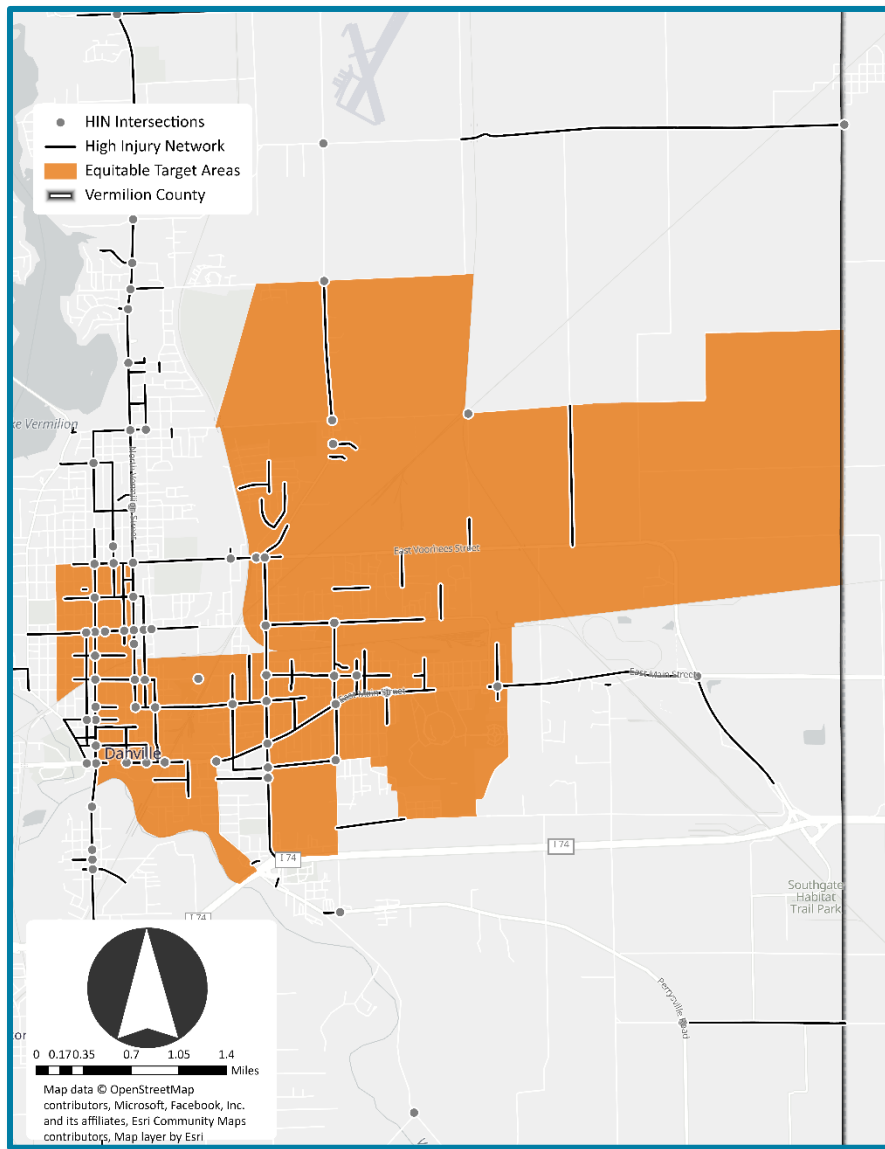 HIN Intersections
High Injury Network
Equitable Target Areas
Vermilion County
ke Vermilion
East Voorhees Street
East Main Street
East Main Street
Danville
I 74
I 74
I 74
Southgate
Habitat
Trail Park
Perrysville Road
0 0.17 0.35 0.7 1.05 1.4
Miles
Map data © OpenStreetMap
contributors, Microsoft, Facebook, Inc.
and its affiliates, Esri Community Maps
contributors, Map layer by Esri